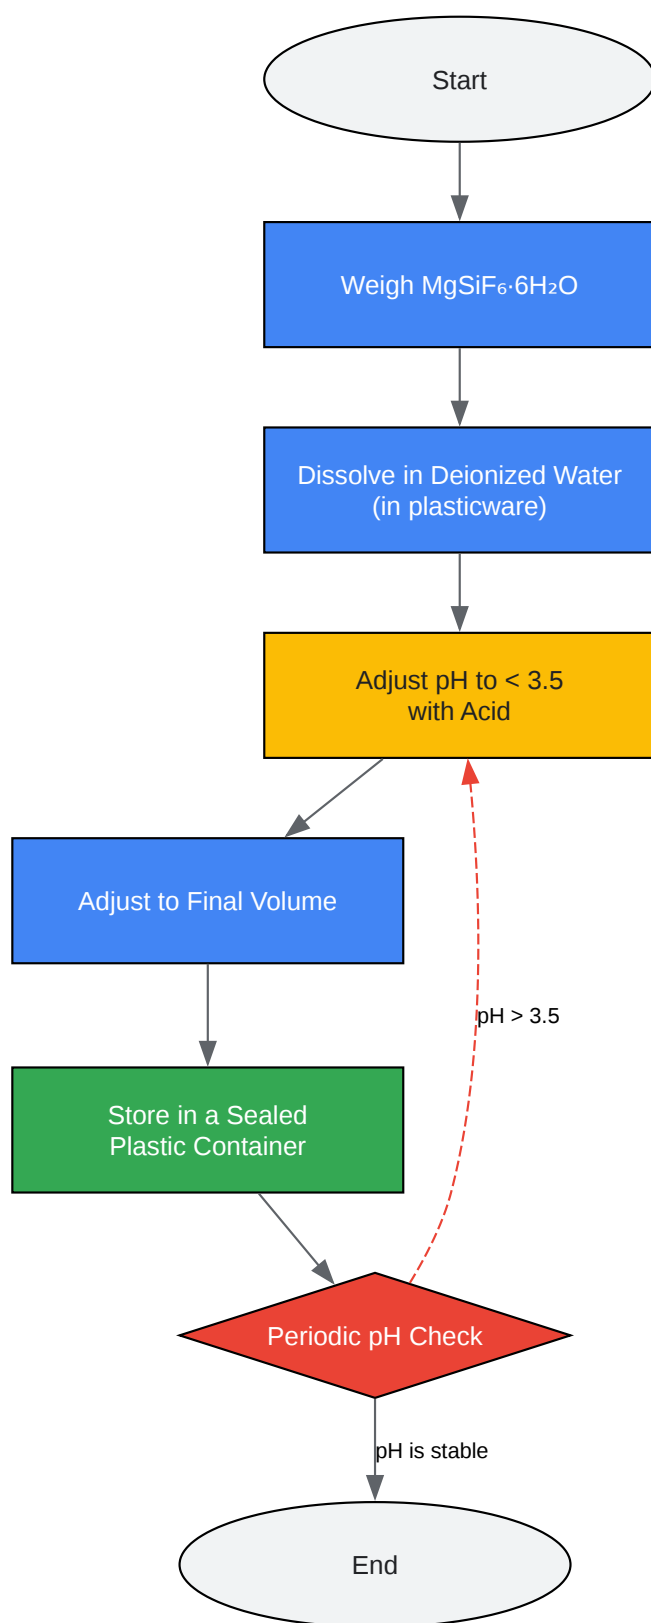 Start
Weigh MgSiF₆·6H₂O
Dissolve in Deionized Water
(in plasticware)
Adjust pH to < 3.5
with Acid
Adjust to Final Volume
pH > 3.5
Store in a Sealed
Plastic Container
Periodic pH Check
pH is stable
End